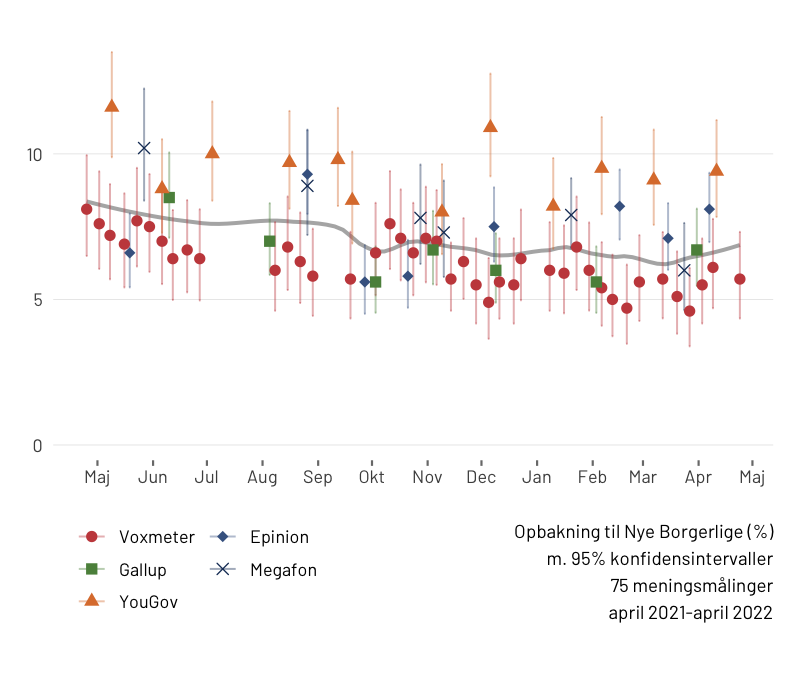 10
5
0
Maj Jun Jul Aug Sep Okt Nov Dec Jan Feb Mar Apr Maj
Voxmeter
Gallup
YouGov
Epinion
Megafon
Opbakning til Nye Borgerlige (%)
m. 95% konfidensintervaller
75 meningsmålinger
april 2021-april 2022